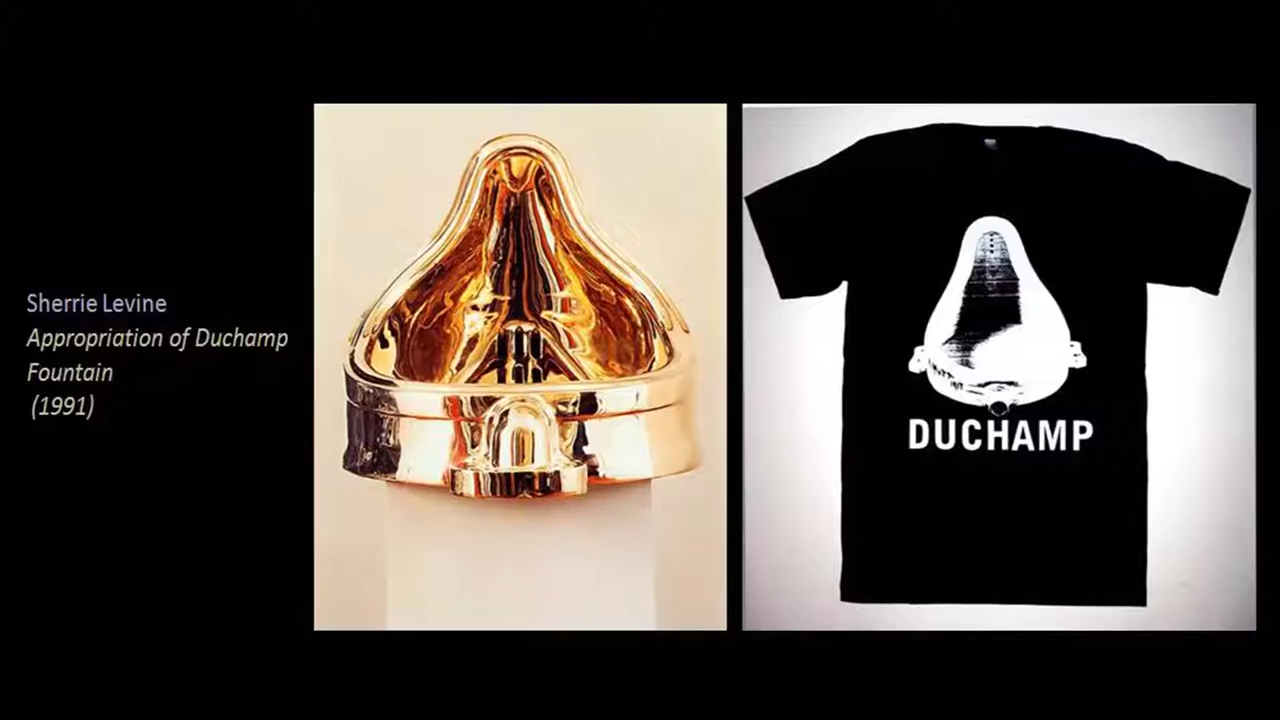 Sherrie Levine
Appropriation of Duchamp
Fountain
(1991)
DUCHAMP